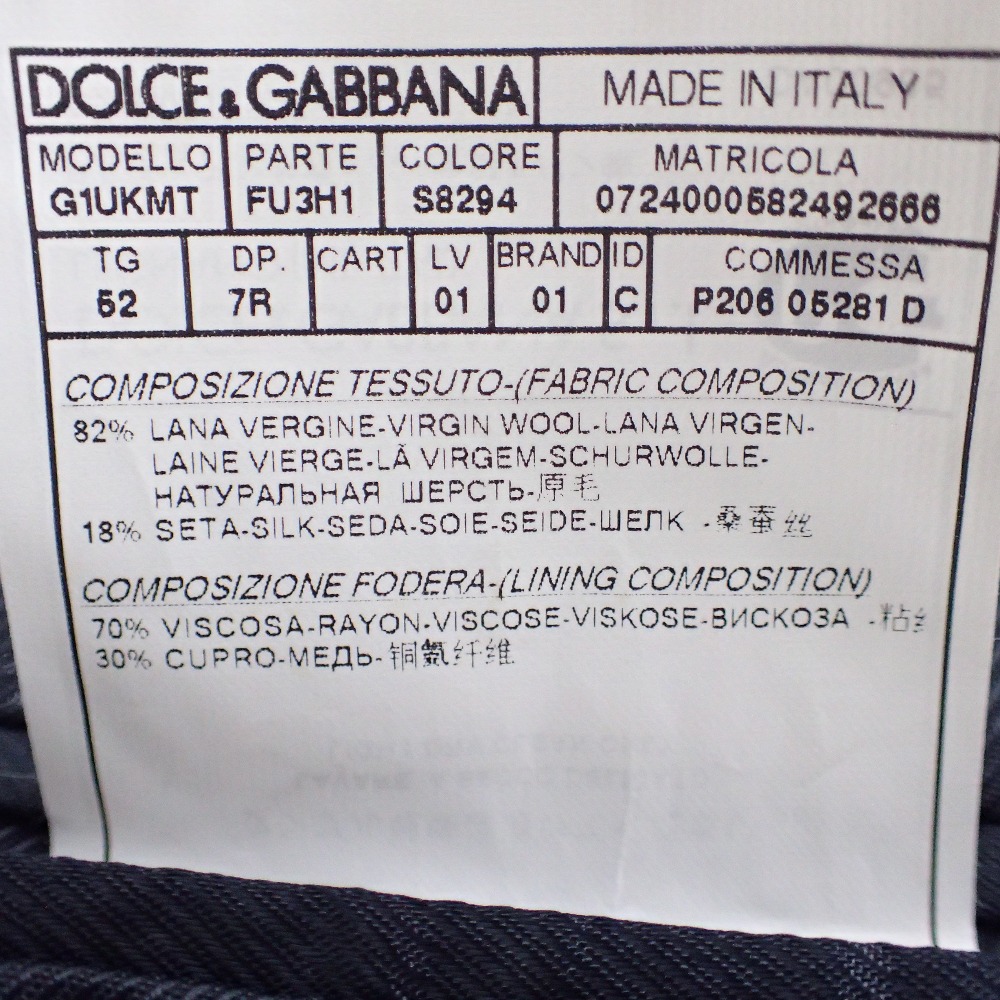 DOLCE & GABBANA MADE IN ITALY
MODELLO PARTE COLORE MATRICOLA
G1UKMT FU3H1 S8294 0724000582492666
TG DP. CART LV BRAND ID COMMESSA
52 7R 01 01 C P206 05281 D
COMPOSIZIONE TESSUTO-(FABRIC COMPOSITION)
82% LANA VERGINE-VIRGIN WOOL-LANA VIRGEN-
LAINE VIERGE-LÃ VIRGEM-SCHURWOLLE-
НАТУРАЛЬНАЯ ШЕРСТЬ-原毛
18% SETA-SILK-SEDA-SOIE-SEIDE-ШЕЛК -桑蚕丝
COMPOSIZIONE FODERA-(LINING COMPOSITION)
70% VISCOSA-RAYON-VISCOSE-VISKOSE-ВИСКОЗА -粘
30% CUPRO-МЕДЬ-铜氨纤维